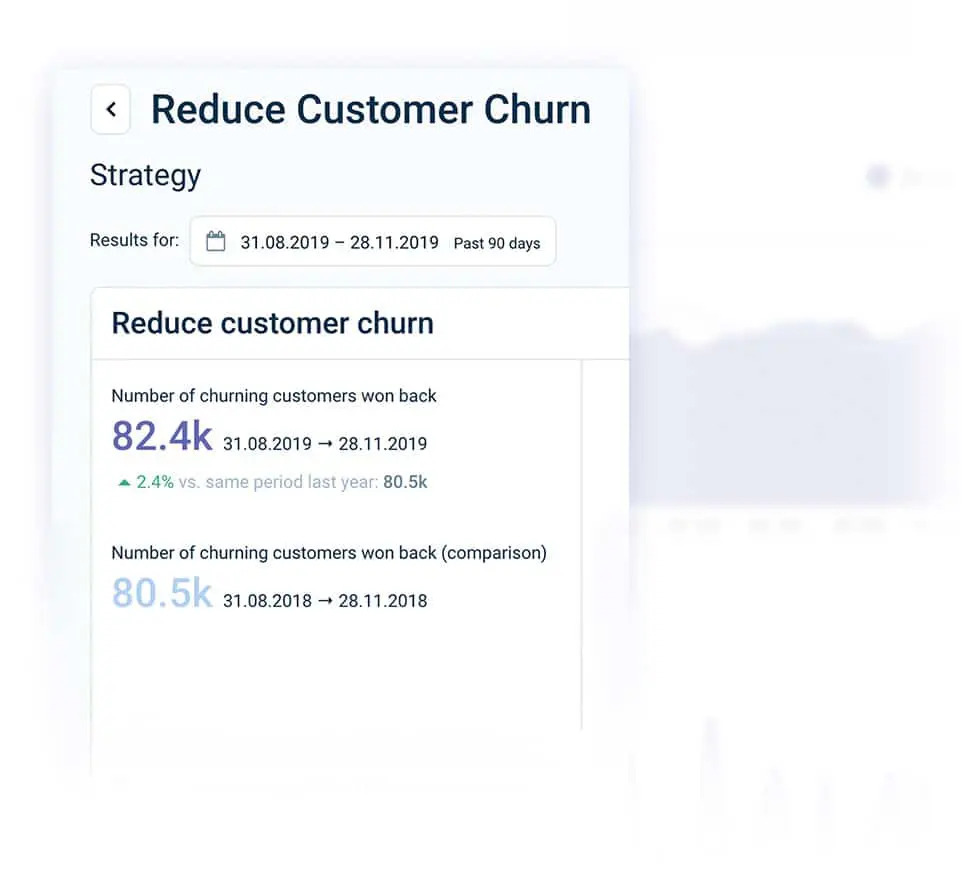 Reduce Customer Churn
Strategy
Results for: 31.08.2019 – 28.11.2019 Past 90 days
Reduce customer churn
Number of churning customers won back
82.4k 31.08.2019 → 28.11.2019
2.4% vs. same period last year: 80.5k
Number of churning customers won back (comparison)
80.5k 31.08.2018 → 28.11.2018